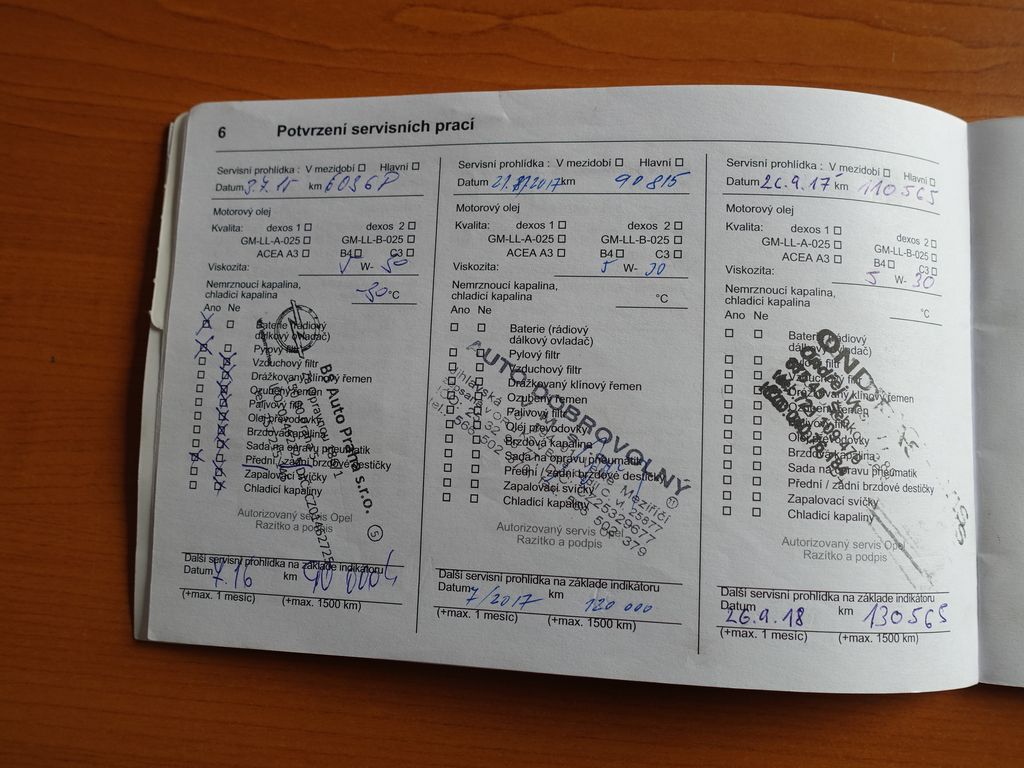 6 Potvrzení servisních prací
Servisní prohlídka : V mezidobí Hlavní
Datum km
Motorový olej
Kvalita: dexos 1 dexos 2
GM-LL-A-025 GM-LL-B-025
ACEA A3 B4 C3
Viskozita: 5 W- 30
Nemrznoucí kapalina,
chladicí kapalina -30 °C
Ano Ne
Baterie (rádiový
dálkový ovladač)
Pylový filtr
Vzduchový filtr
Drážkovaný klínový řemen
Ozubený řemen
Palivový filtr
Olej převodovky
Brzdová kapalina
Sada na opravu pneumatik
Přední / zadní brzdové destičky
Zapalovací svíčky
Chladicí kapaliny
B5 Auto Praha s.r.o.
5
Autorizovaný servis Opel
Razítko a podpis
Další servisní prohlídka na základě indikátoru
Datum 7.16 km
(+max. 1 měsíc) (+max. 1500 km)
Servisní prohlídka : V mezidobí Hlavní
Datum km 90 815
Motorový olej
Kvalita: dexos 1 dexos 2
GM-LL-A-025 GM-LL-B-025
ACEA A3 B4 C3
Viskozita: 5 W- 30
Nemrznoucí kapalina,
chladicí kapalina °C
Ano Ne
Baterie (rádiový
dálkový ovladač)
Pylový filtr
Vzduchový filtr
Drážkovaný klínový řemen
Ozubený řemen
Palivový filtr
Olej převodovky
Brzdová kapalina
Sada na opravu pneumatik
Přední / zadní brzdové destičky
Zapalovací svíčky
Chladicí kapaliny
AUTO DOBROVOLNÝ
Autorizovaný servis Opel
Razítko a podpis
Další servisní prohlídka na základě indikátoru
Datum 7/2017 km 120 000
(+max. 1 měsíc) (+max. 1500 km)
Servisní prohlídka : V mezidobí Hlavní
Datum 26.9.17 km 110 565
Motorový olej
Kvalita: dexos 1 dexos 2
GM-LL-A-025 GM-LL-B-025
ACEA A3 B4 C3
Viskozita: 5 W- 30
Nemrznoucí kapalina,
chladicí kapalina °C
Ano Ne
Baterie (rádiový
dálkový ovladač)
Pylový filtr
Vzduchový filtr
Drážkovaný klínový řemen
Ozubený řemen
Palivový filtr
Olej převodovky
Brzdová kapalina
Sada na opravu pneumatik
Přední / zadní brzdové destičky
Zapalovací svíčky
Chladicí kapaliny
Autorizovaný servis Opel
Razítko a podpis
Další servisní prohlídka na základě indikátoru
Datum 26.9.18 km 130565
(+max. 1 měsíc) (+max. 1500 km)